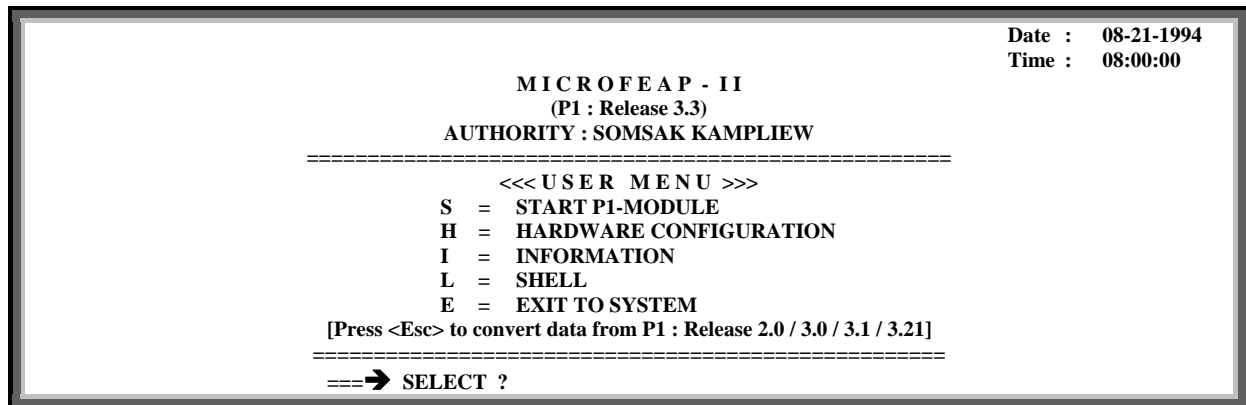 Date : 08-21-1994
Time : 08:00:00
M I C R O F E A P - I I
(P1 : Release 3.3)
AUTHORITY : SOMSAK KAMPLIEW
=====================================================
<<< U S E R M E N U >>>
S = START P1-MODULE
H = HARDWARE CONFIGURATION
I = INFORMATION
L = SHELL
E = EXIT TO SYSTEM
[Press <Esc> to convert data from P1 : Release 2.0 / 3.0 / 3.1 / 3.21]
====================================================
===➔ SELECT ?